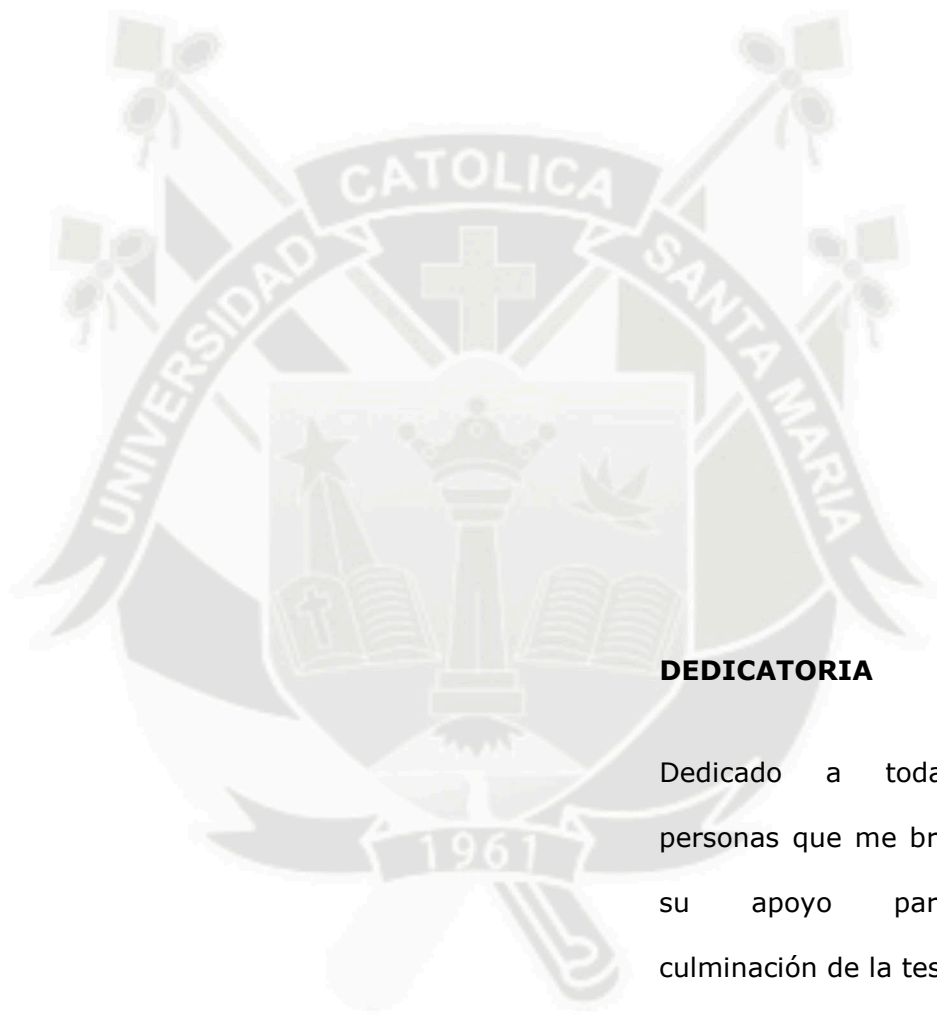 UNIVERSIDAD CATOLICA SANTA MARIA
1961
DEDICATORIA
Dedicado a
personas que me
su apoyo
culminación de la